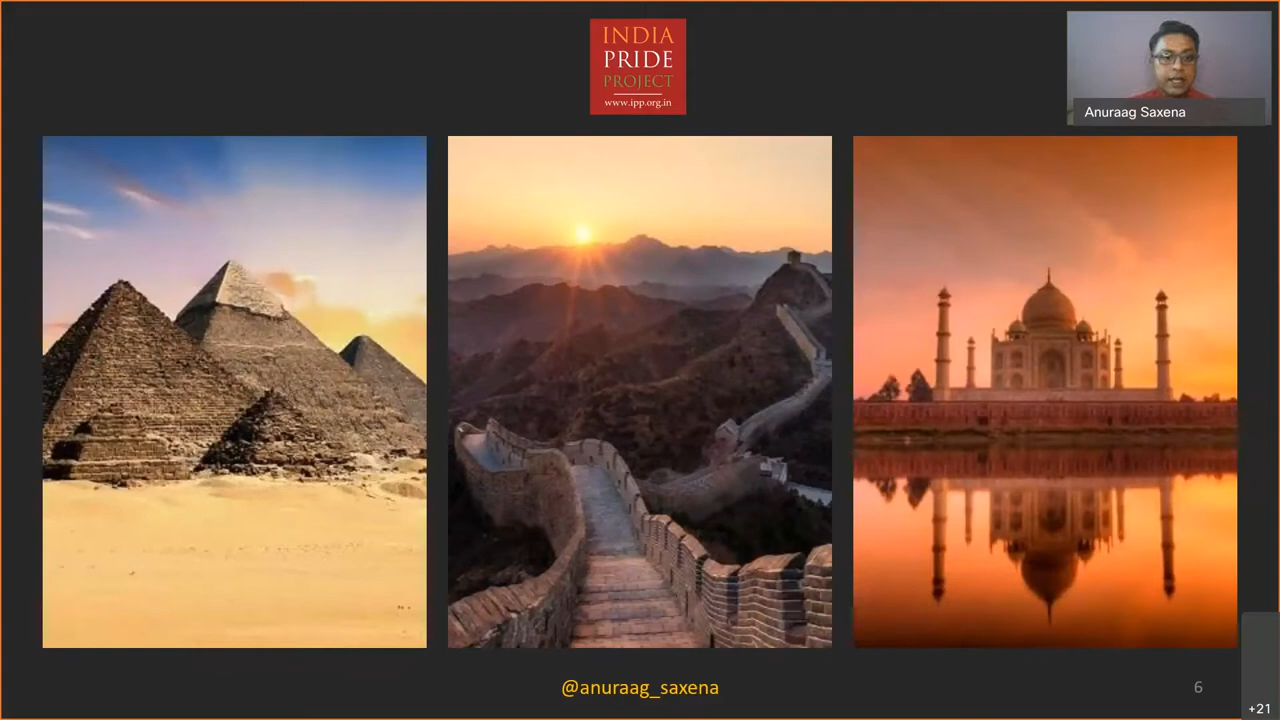 INDIA
PRIDE
PROJECT
www.ipp.org.in
Anuraag Saxena
@anuraag_saxena
6
+21